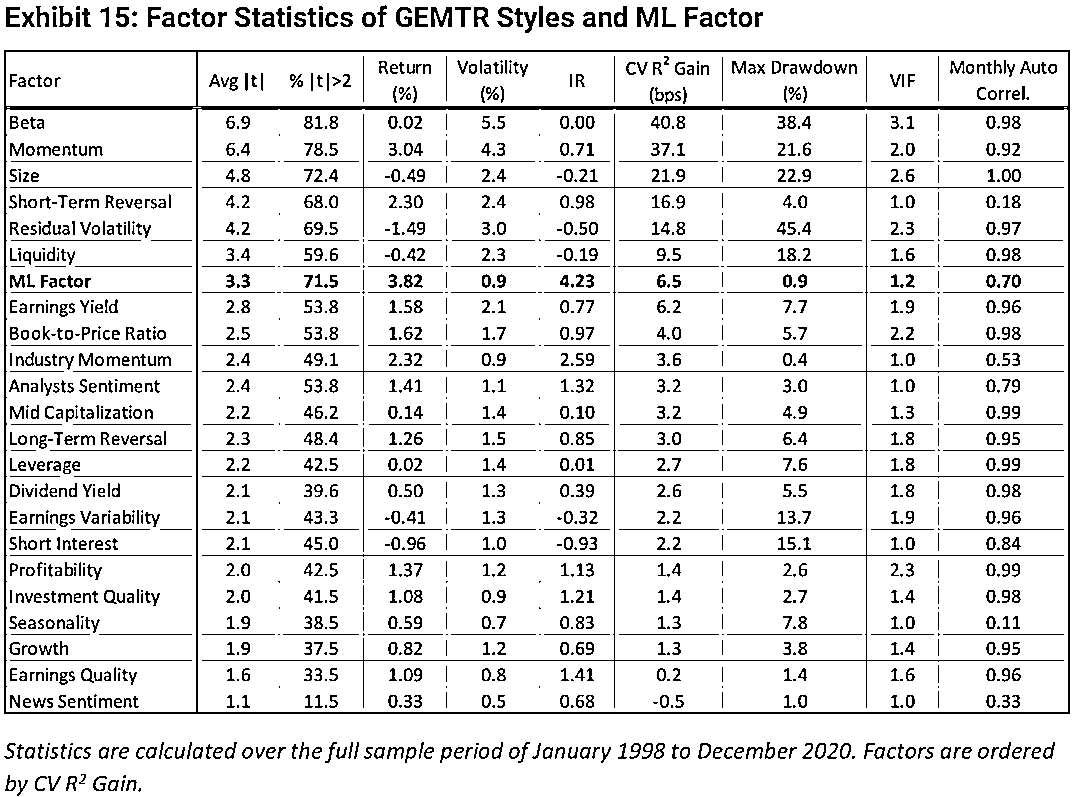 Exhibit 15: Factor Statistics of GEMTR Styles and ML Factor
Factor Avg |t| % |t|>2 Return (%) Volatility (%) IR CV R² Gain (bps) Max Drawdown (%) VIF Monthly Auto Correl.
Beta 6.9 81.8 0.02 5.5 0.00 40.8 38.4 3.1 0.98
Momentum 6.4 78.5 3.04 4.3 0.71 37.1 21.6 2.0 0.92
Size 4.8 72.4 -0.49 2.4 -0.21 21.9 22.9 2.6 1.00
Short-Term Reversal 4.2 68.0 2.30 2.4 0.98 16.9 4.0 1.0 0.18
Residual Volatility 4.2 69.5 -1.49 3.0 -0.50 14.8 45.4 2.3 0.97
Liquidity 3.4 59.6 -0.42 2.3 -0.19 9.5 18.2 1.6 0.98
ML Factor 3.3 71.5 3.82 0.9 4.23 6.5 0.9 1.2 0.70
Earnings Yield 2.8 53.8 1.58 2.1 0.77 6.2 7.7 1.9 0.96
Book-to-Price Ratio 2.5 53.8 1.62 1.7 0.97 4.0 5.7 2.2 0.98
Industry Momentum 2.4 49.1 2.32 0.9 2.59 3.6 0.4 1.0 0.53
Analysts Sentiment 2.4 53.8 1.41 1.1 1.32 3.2 3.0 1.0 0.79
Mid Capitalization 2.2 46.2 0.14 1.4 0.10 3.2 4.9 1.3 0.99
Long-Term Reversal 2.3 48.4 1.26 1.5 0.85 3.0 6.4 1.8 0.95
Leverage 2.2 42.5 0.02 1.4 0.01 2.7 7.6 1.8 0.99
Dividend Yield 2.1 39.6 0.50 1.3 0.39 2.6 5.5 1.8 0.98
Earnings Variability 2.1 43.3 -0.41 1.3 -0.32 2.2 13.7 1.9 0.96
Short Interest 2.1 45.0 -0.96 1.0 -0.93 2.2 15.1 1.0 0.84
Profitability 2.0 42.5 1.37 1.2 1.13 1.4 2.6 2.3 0.99
Investment Quality 2.0 41.5 1.08 0.9 1.21 1.4 2.7 1.4 0.98
Seasonality 1.9 38.5 0.59 0.7 0.83 1.3 7.8 1.0 0.11
Growth 1.9 37.5 0.82 1.2 0.69 1.3 3.8 1.4 0.95
Earnings Quality 1.6 33.5 1.09 0.8 1.41 0.2 1.4 1.6 0.96
News Sentiment 1.1 11.5 0.33 0.5 0.68 -0.5 1.0 1.0 0.33
Statistics are calculated over the full sample period of January 1998 to December 2020. Factors are ordered
by CV R² Gain.